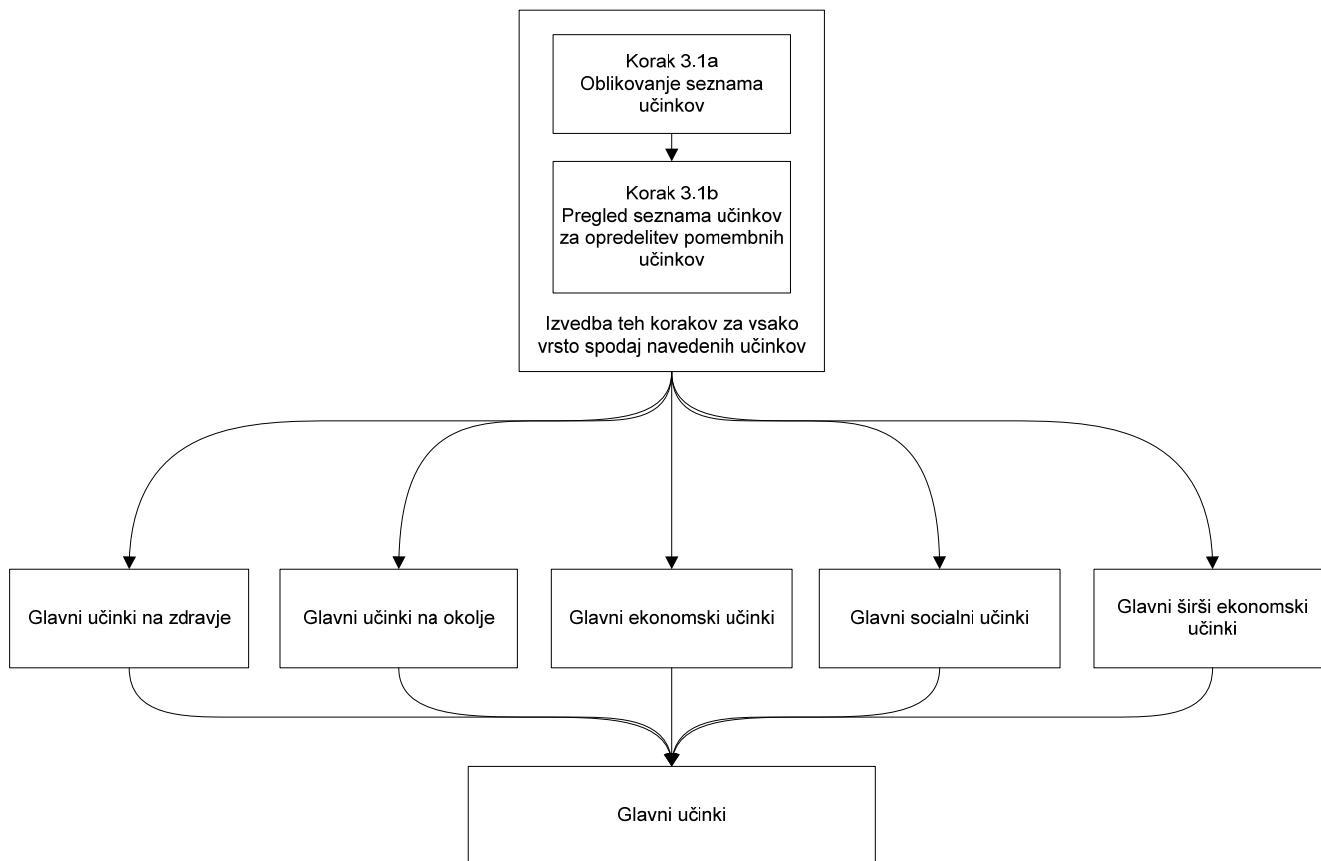 Korak 3.1a
Oblikovanje seznama
učinkov
Korak 3.1b
Pregled seznama učinkov
za opredelitev pomembnih
učinkov
Izvedba teh korakov za vsako
vrsto spodaj navedenih učinkov
Glavni učinki na zdravje
Glavni učinki na okolje
Glavni ekonomski učinki
Glavni socialni učinki
Glavni širši ekonomski
učinki
Glavni učinki